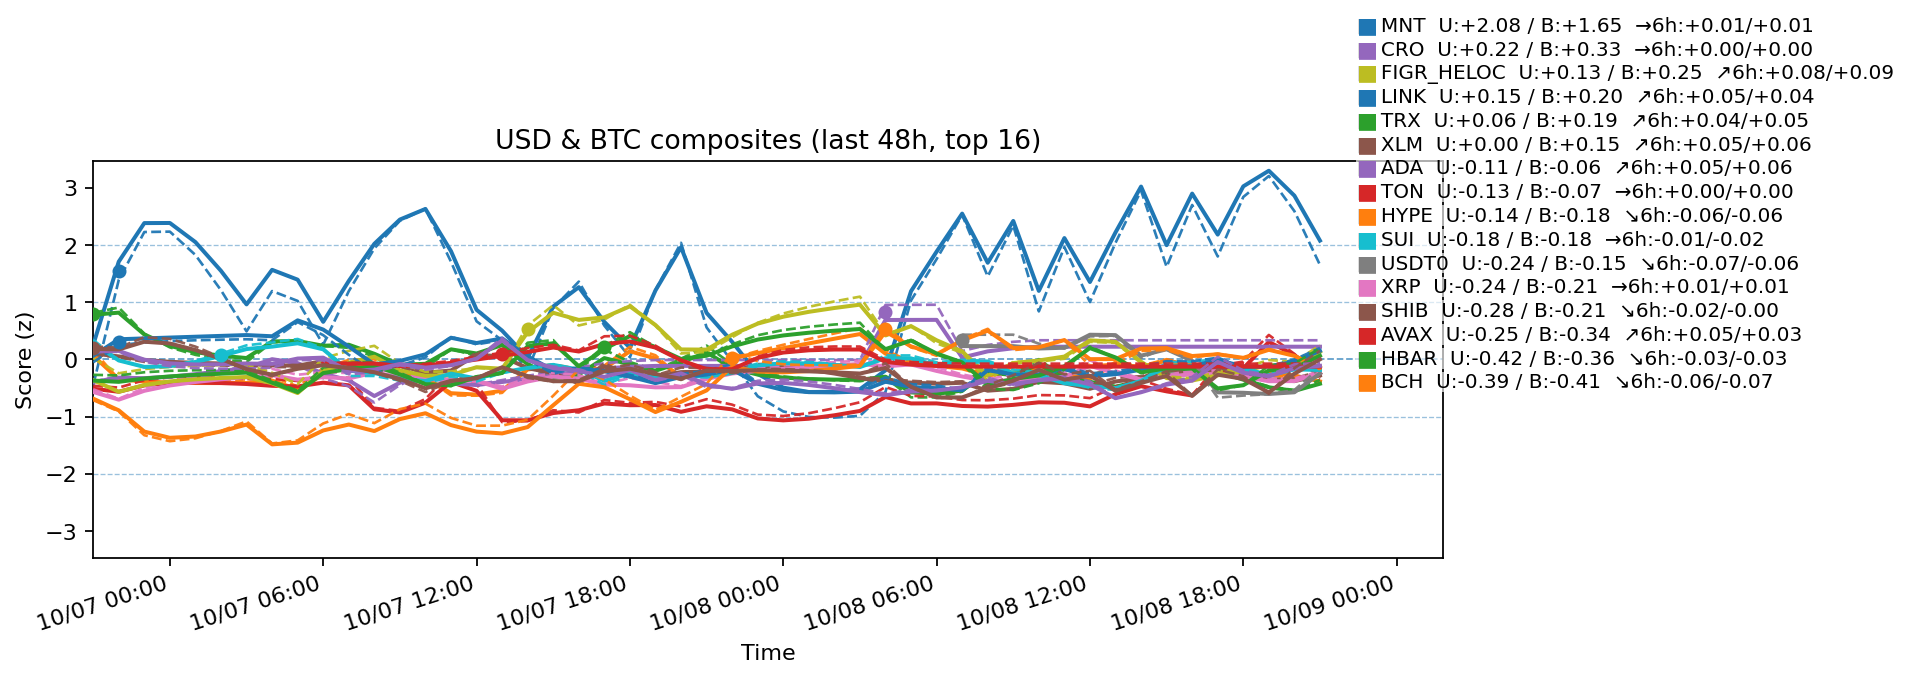 MNT  U:+2.08 / B:+1.65  →6h:+0.01/+0.01
CRO  U:+0.22 / B:+0.33  →6h:+0.00/+0.00
FIGR_HELOC  U:+0.13 / B:+0.25  ↗6h:+0.08/+0.09
LINK  U:+0.15 / B:+0.20  ↗6h:+0.05/+0.04
TRX  U:+0.06 / B:+0.19  ↗6h:+0.04/+0.05
XLM  U:+0.00 / B:+0.15  ↗6h:+0.05/+0.06
ADA  U:-0.11 / B:-0.06  ↗6h:+0.05/+0.06
TON  U:-0.13 / B:-0.07  →6h:+0.00/+0.00
HYPE  U:-0.14 / B:-0.18  ↘6h:-0.06/-0.06
SUI  U:-0.18 / B:-0.18  →6h:-0.01/-0.02
USDT0  U:-0.24 / B:-0.15  ↘6h:-0.07/-0.06
XRP  U:-0.24 / B:-0.21  →6h:+0.01/+0.01
SHIB  U:-0.28 / B:-0.21  ↘6h:-0.02/-0.00
AVAX  U:-0.25 / B:-0.34  ↗6h:+0.05/+0.03
HBAR  U:-0.42 / B:-0.36  ↘6h:-0.03/-0.03
BCH  U:-0.39 / B:-0.41  ↘6h:-0.06/-0.07
USD & BTC composites (last 48h, top 16)
Score (z)
3
2
1
0
−1
−2
−3
10/07 00:00
10/07 06:00
10/07 12:00
10/07 18:00
10/08 00:00
10/08 06:00
10/08 12:00
10/08 18:00
10/09 00:00
Time